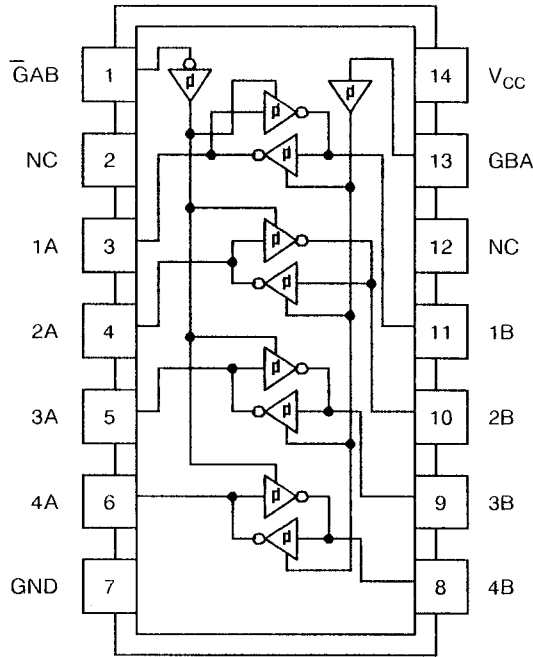 G̅AB 1 14 VCC
NC 2 13 GBA
1A 3 12 NC
2A 4 11 1B
3A 5 10 2B
4A 6 9 3B
GND 7 8 4B